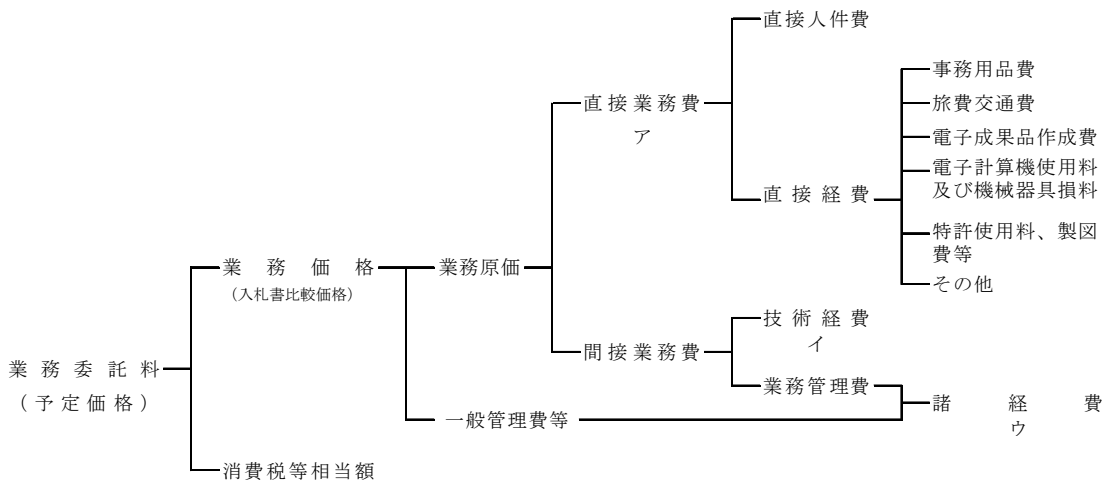 直接人件費
事務用品費
直接業務費
ア
旅費交通費
電子成果品作成費
電子計算機使用料
及び機械器具損料
直接経費
特許使用料、製図
費等
業務価格
(入札書比較価格)
業務原価
その他
技術経費
イ
間接業務費
業務委託料
(予定価格)
業務管理費
諸経費
ウ
一般管理費等
消費税等相当額